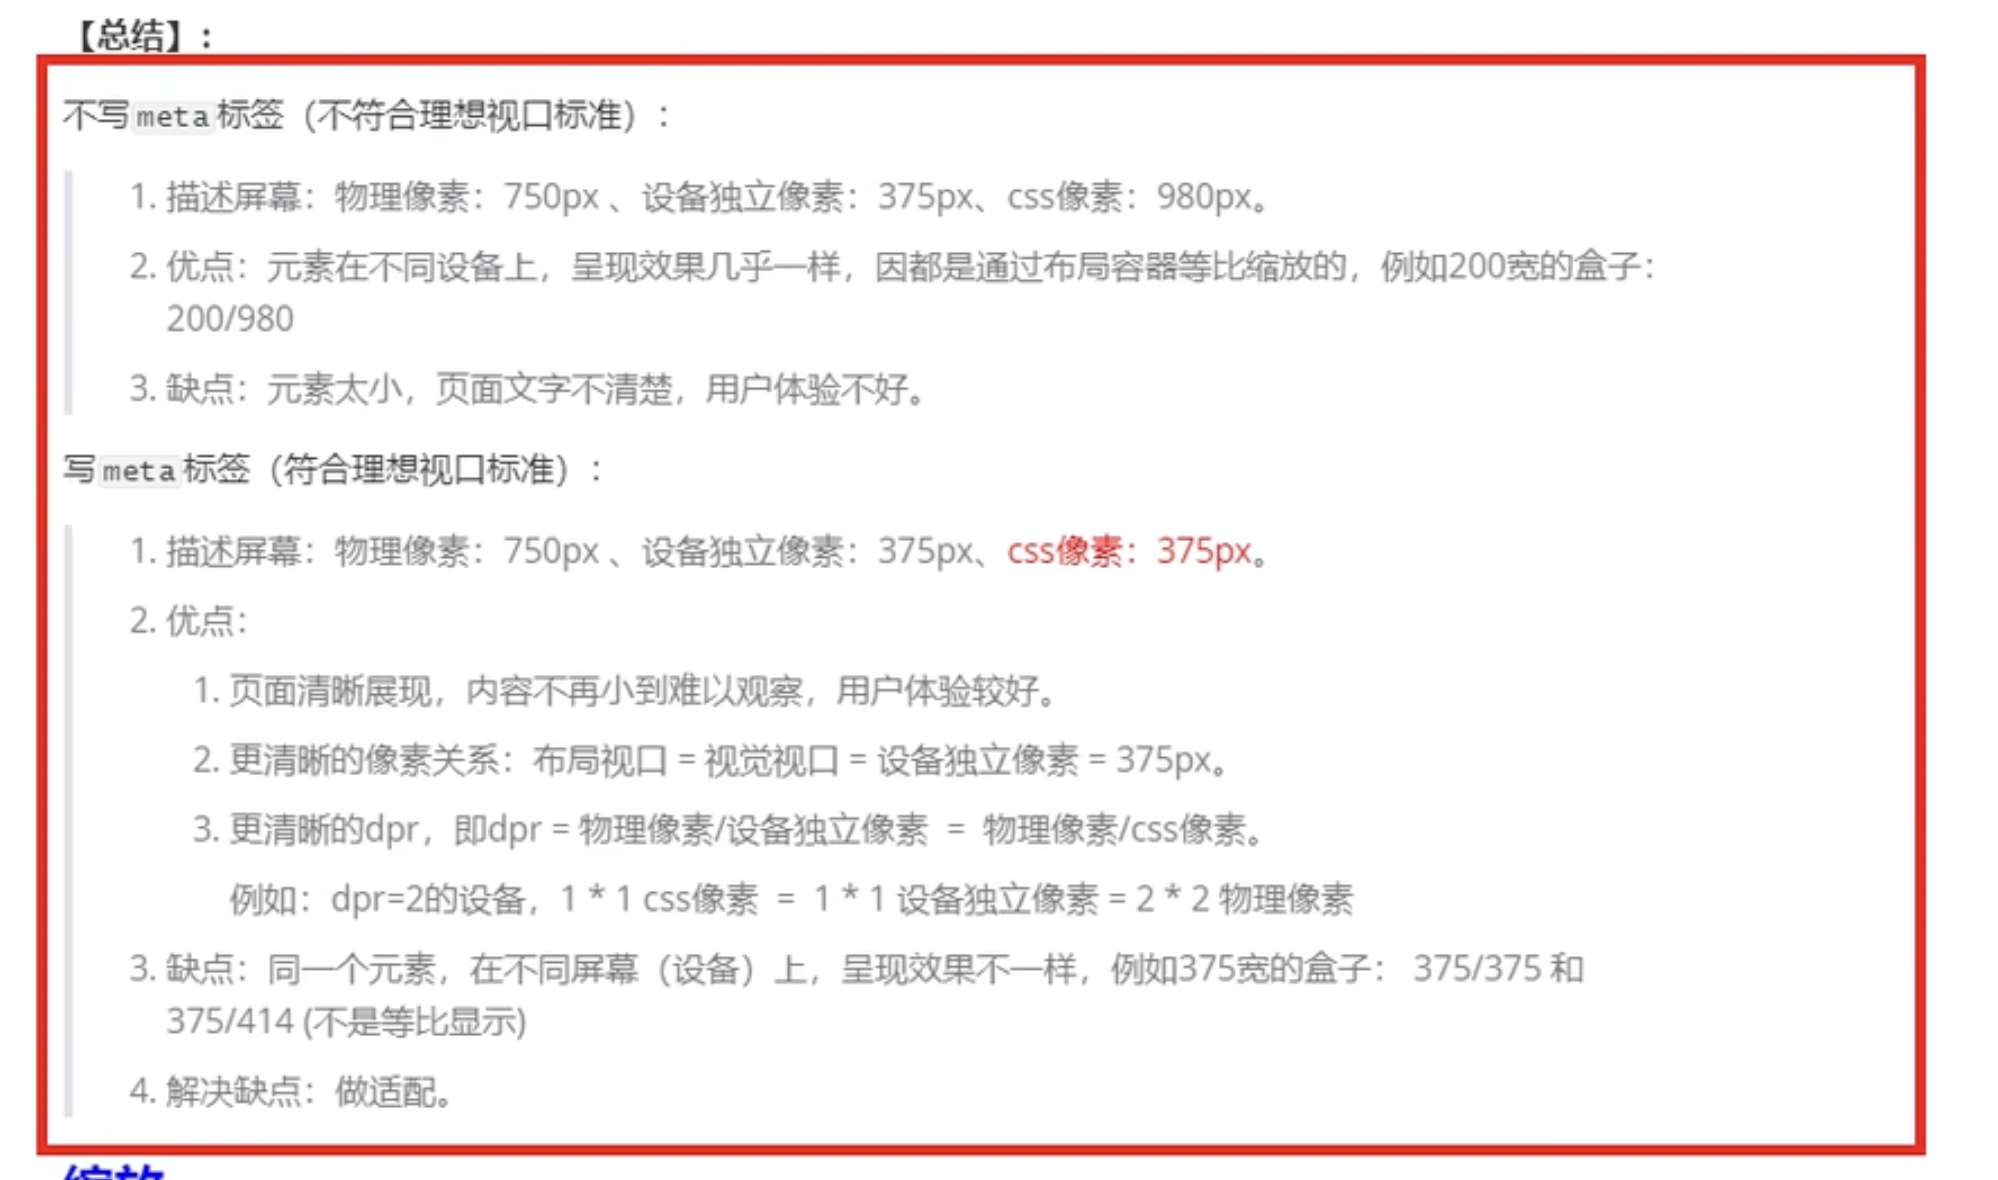 【总结】:
不写meta标签（不符合理想视口标准）:
1. 描述屏幕：物理像素：750px 、设备独立像素：375px、css像素：980px。
2. 优点：元素在不同设备上，呈现效果几乎一样，因都是通过布局容器等比缩放的，例如200宽的盒子：
200/980
3. 缺点：元素太小，页面文字不清楚，用户体验不好。
写meta标签（符合理想视口标准）:
1. 描述屏幕：物理像素：750px 、设备独立像素：375px、css像素：375px。
2. 优点：
1. 页面清晰展现，内容不再小到难以观察，用户体验较好。
2. 更清晰的像素关系：布局视口 = 视觉视口 = 设备独立像素 = 375px。
3. 更清晰的dpr，即dpr = 物理像素/设备独立像素 = 物理像素/css像素。
例如：dpr=2的设备，1 * 1 css像素 = 1 * 1 设备独立像素 = 2 * 2 物理像素
3. 缺点：同一个元素，在不同屏幕（设备）上，呈现效果不一样，例如375宽的盒子： 375/375 和
375/414 (不是等比显示)
4. 解决缺点：做适配。
缩放